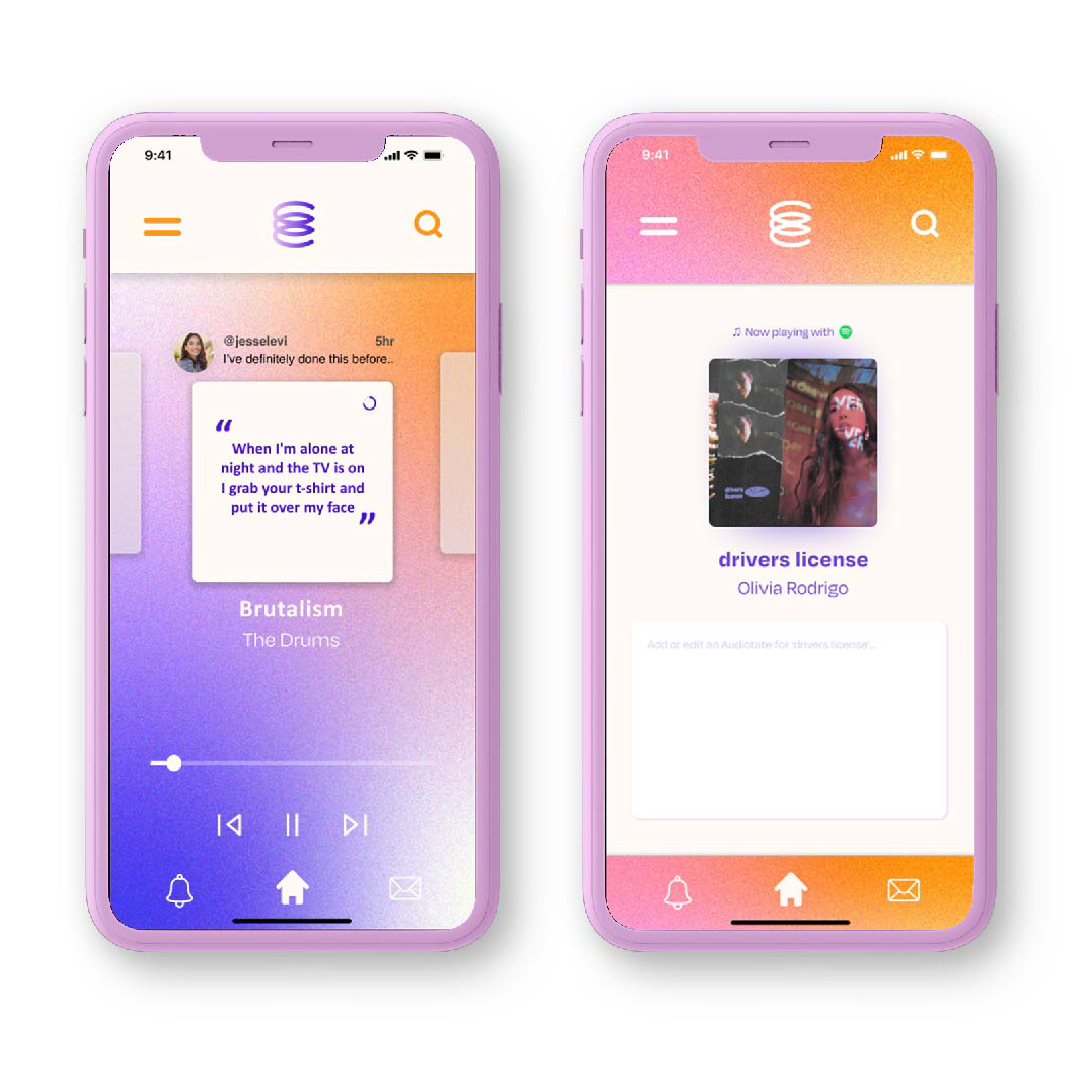 9:41
@jesselevi 5hr
I've definitely done this before..
“
When I'm alone at
night and the TV is on
I grab your t-shirt and
put it over my face ”
Brutalism
The Drums
9:41
♫ Now playing with
drivers
license
drivers license
Olivia Rodrigo
Add or edit an Audiotate for 'drivers license'...